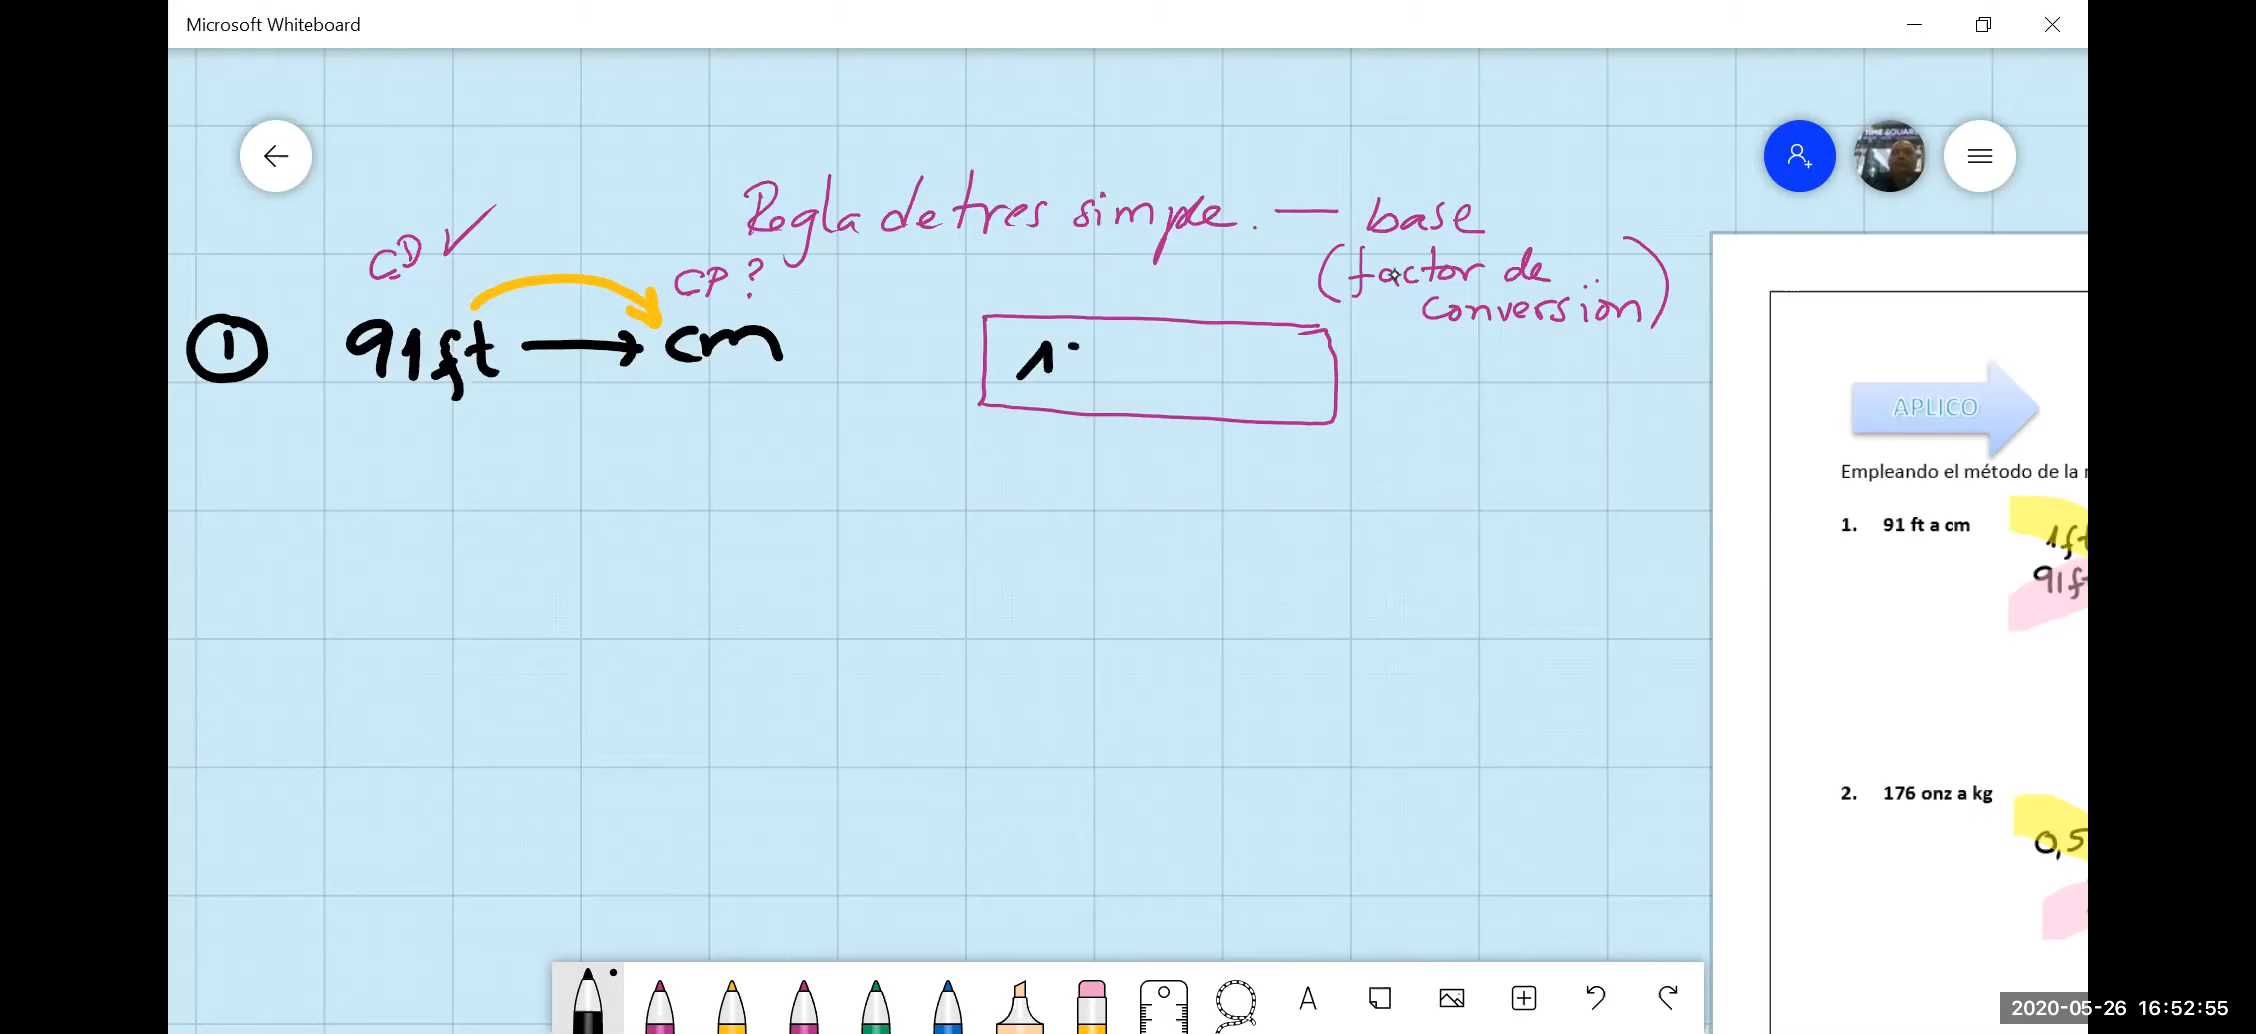 Microsoft Whiteboard
Regla de tres simple. — base
(factor de
conversión)
CD ✓
CP ?
① 91ft → cm
1
APLICO
Empleando el método de la
1. 91 ft a cm
1ft
91ft
2. 176 onz a kg
0,5
2020-05-26 16:52:55